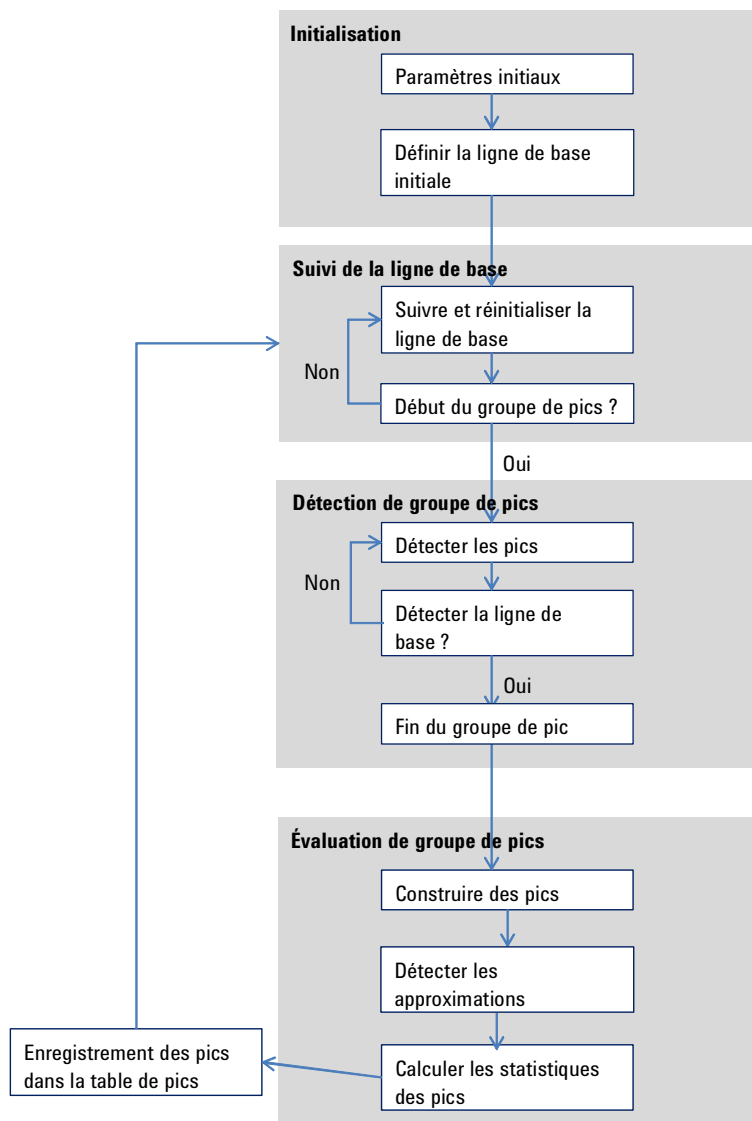 Initialisation
Paramètres initiaux
Définir la ligne de base
initiale
Suivi de la ligne de base
Suivre et réinitialiser la
ligne de base
Non
Début du groupe de pics ?
Oui
Détection de groupe de pics
Détecter les pics
Non
Détecter la ligne de
base ?
Oui
Fin du groupe de pic
Évaluation de groupe de pics
Construire des pics
Détecter les
approximations
Calculer les statistiques
des pics
Enregistrement des pics
dans la table de pics